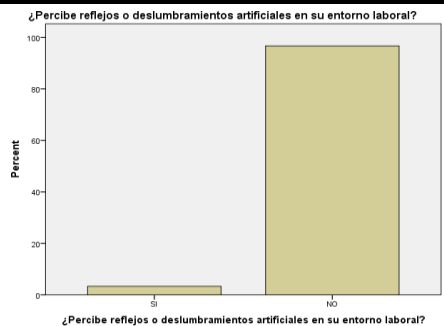 ¿Percibe reflejos o deslumbramientos artificiales en su entorno laboral?
100
80
60
40
20
0
Percent
SI
NO
¿Percibe reflejos o deslumbramientos artificiales en su entorno laboral?